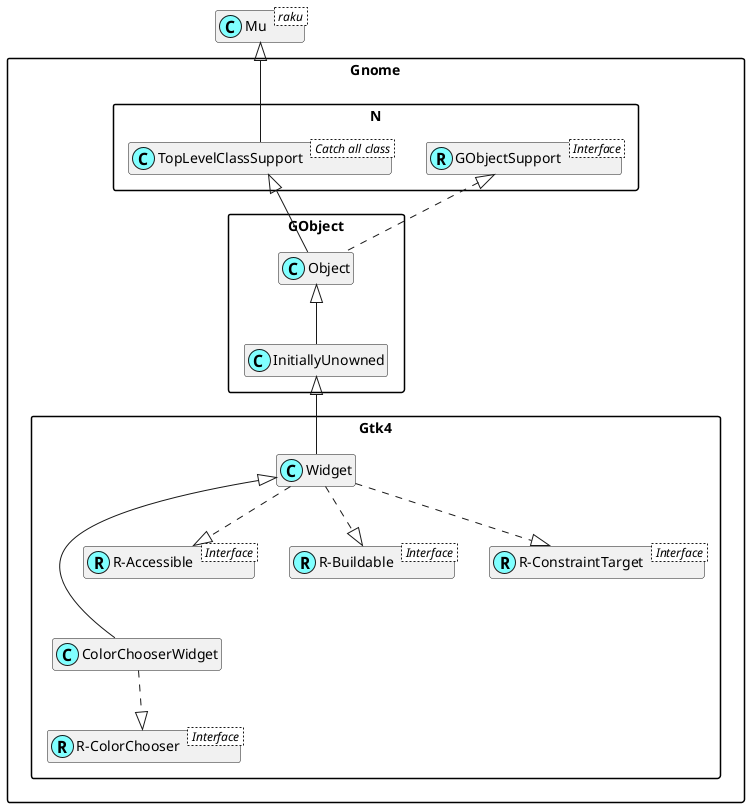 C Mu raku
Gnome
N
C TopLevelClassSupport Catch all class
R GObjectSupport Interface
GObject
C Object
C InitiallyUnowned
Gtk4
C Widget
R R-Accessible Interface
R R-Buildable Interface
R R-ConstraintTarget Interface
C ColorChooserWidget
R R-ColorChooser Interface